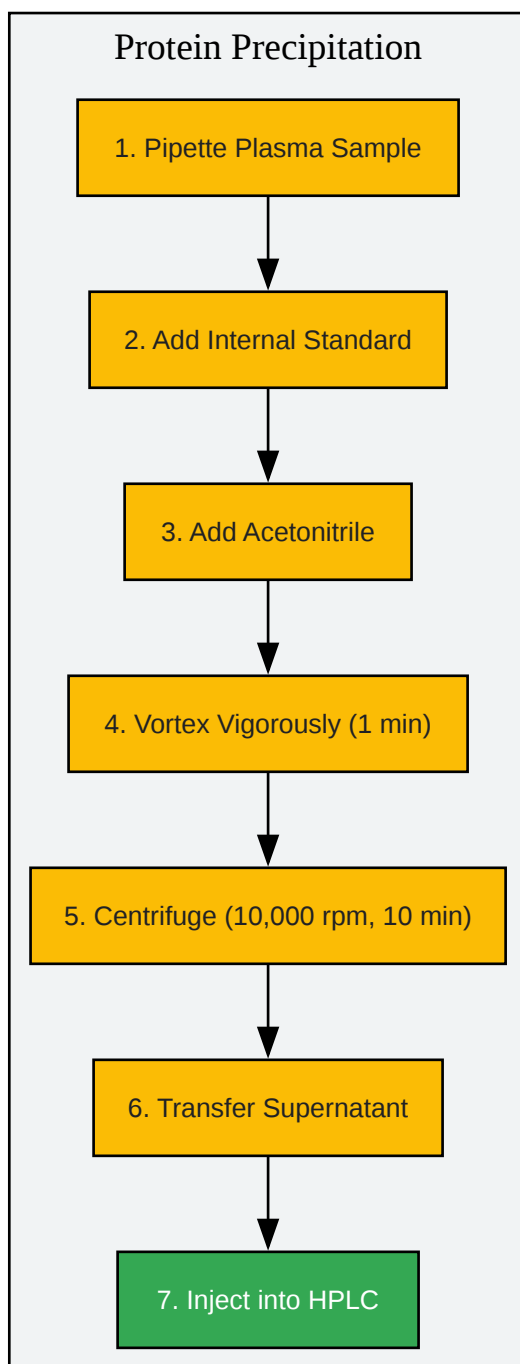 Protein Precipitation
1. Pipette Plasma Sample
2. Add Internal Standard
3. Add Acetonitrile
4. Vortex Vigorously (1 min)
5. Centrifuge (10,000 rpm, 10 min)
6. Transfer Supernatant
7. Inject into HPLC